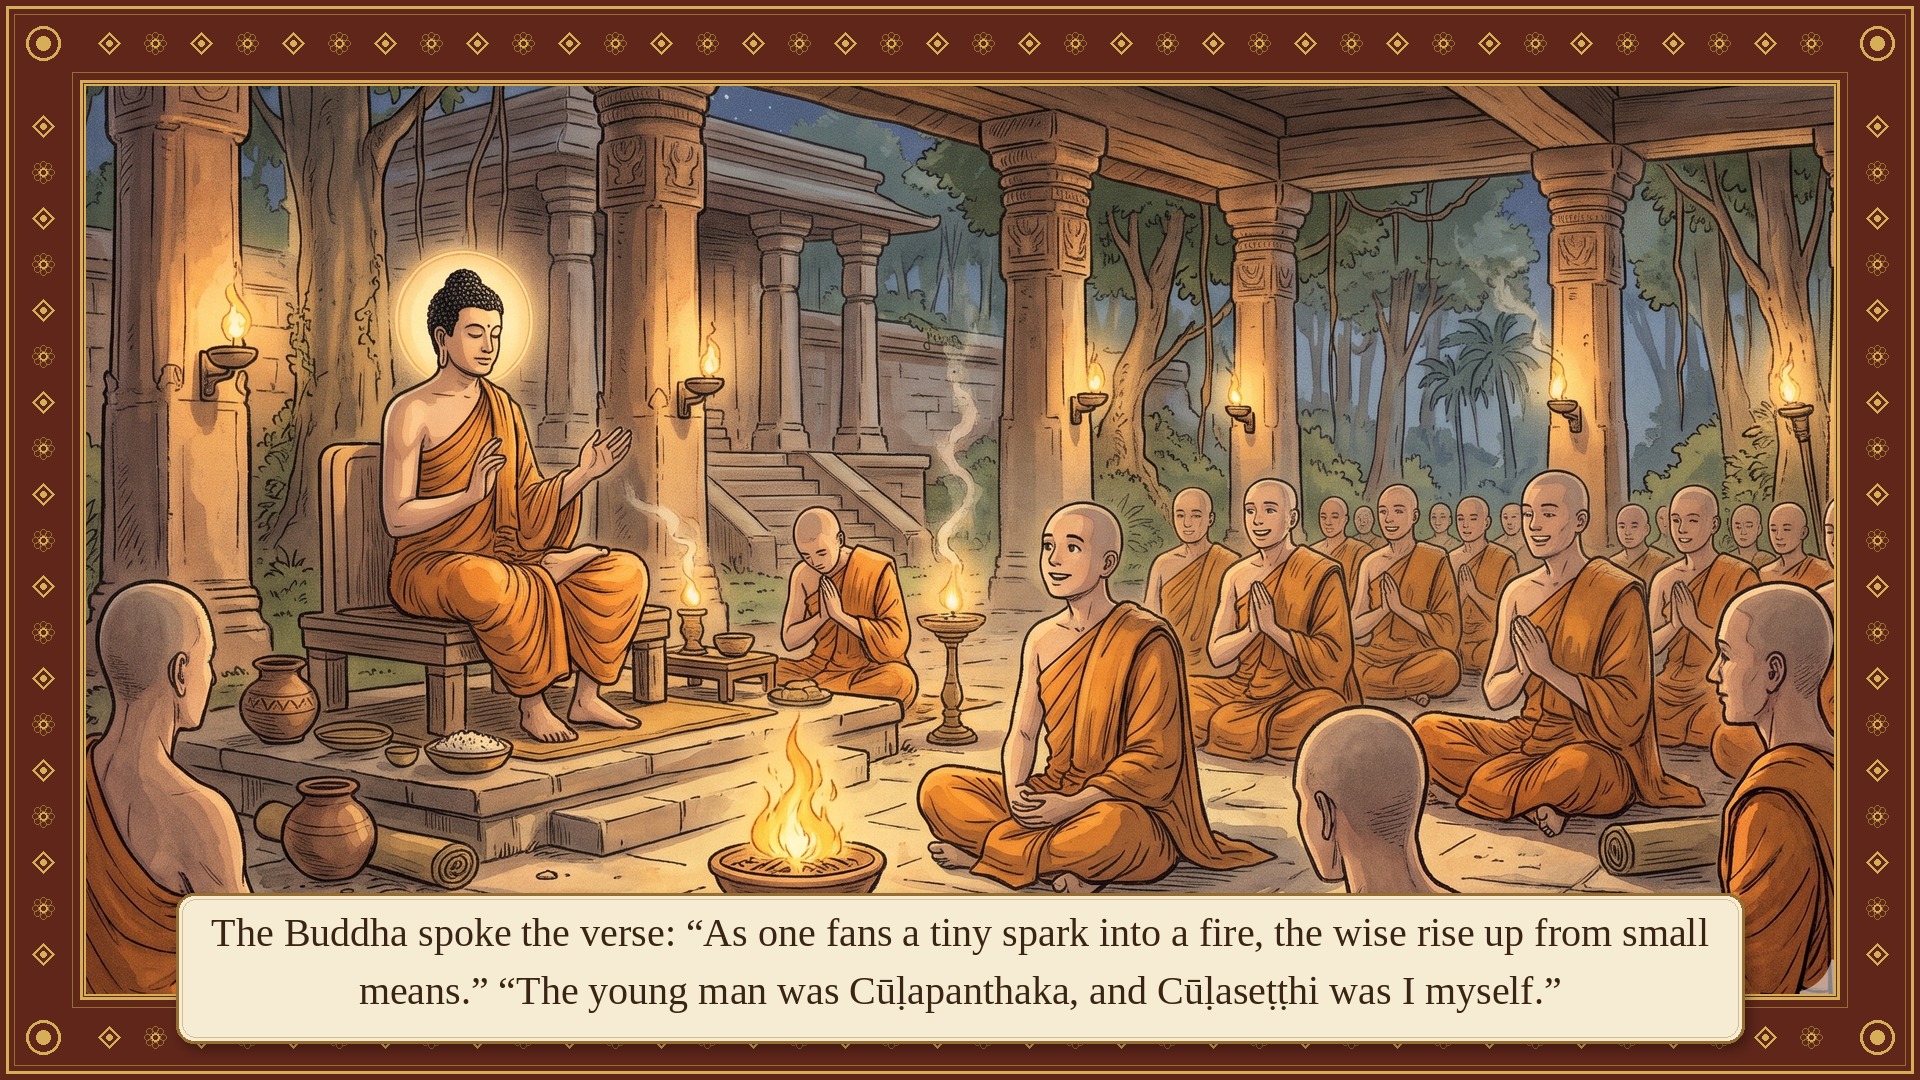 The Buddha spoke the verse: “As one fans a tiny spark into a fire, the wise rise up from small
means.” “The young man was Cūḷapanthaka, and Cūḷaseṭṭhi was I myself.”